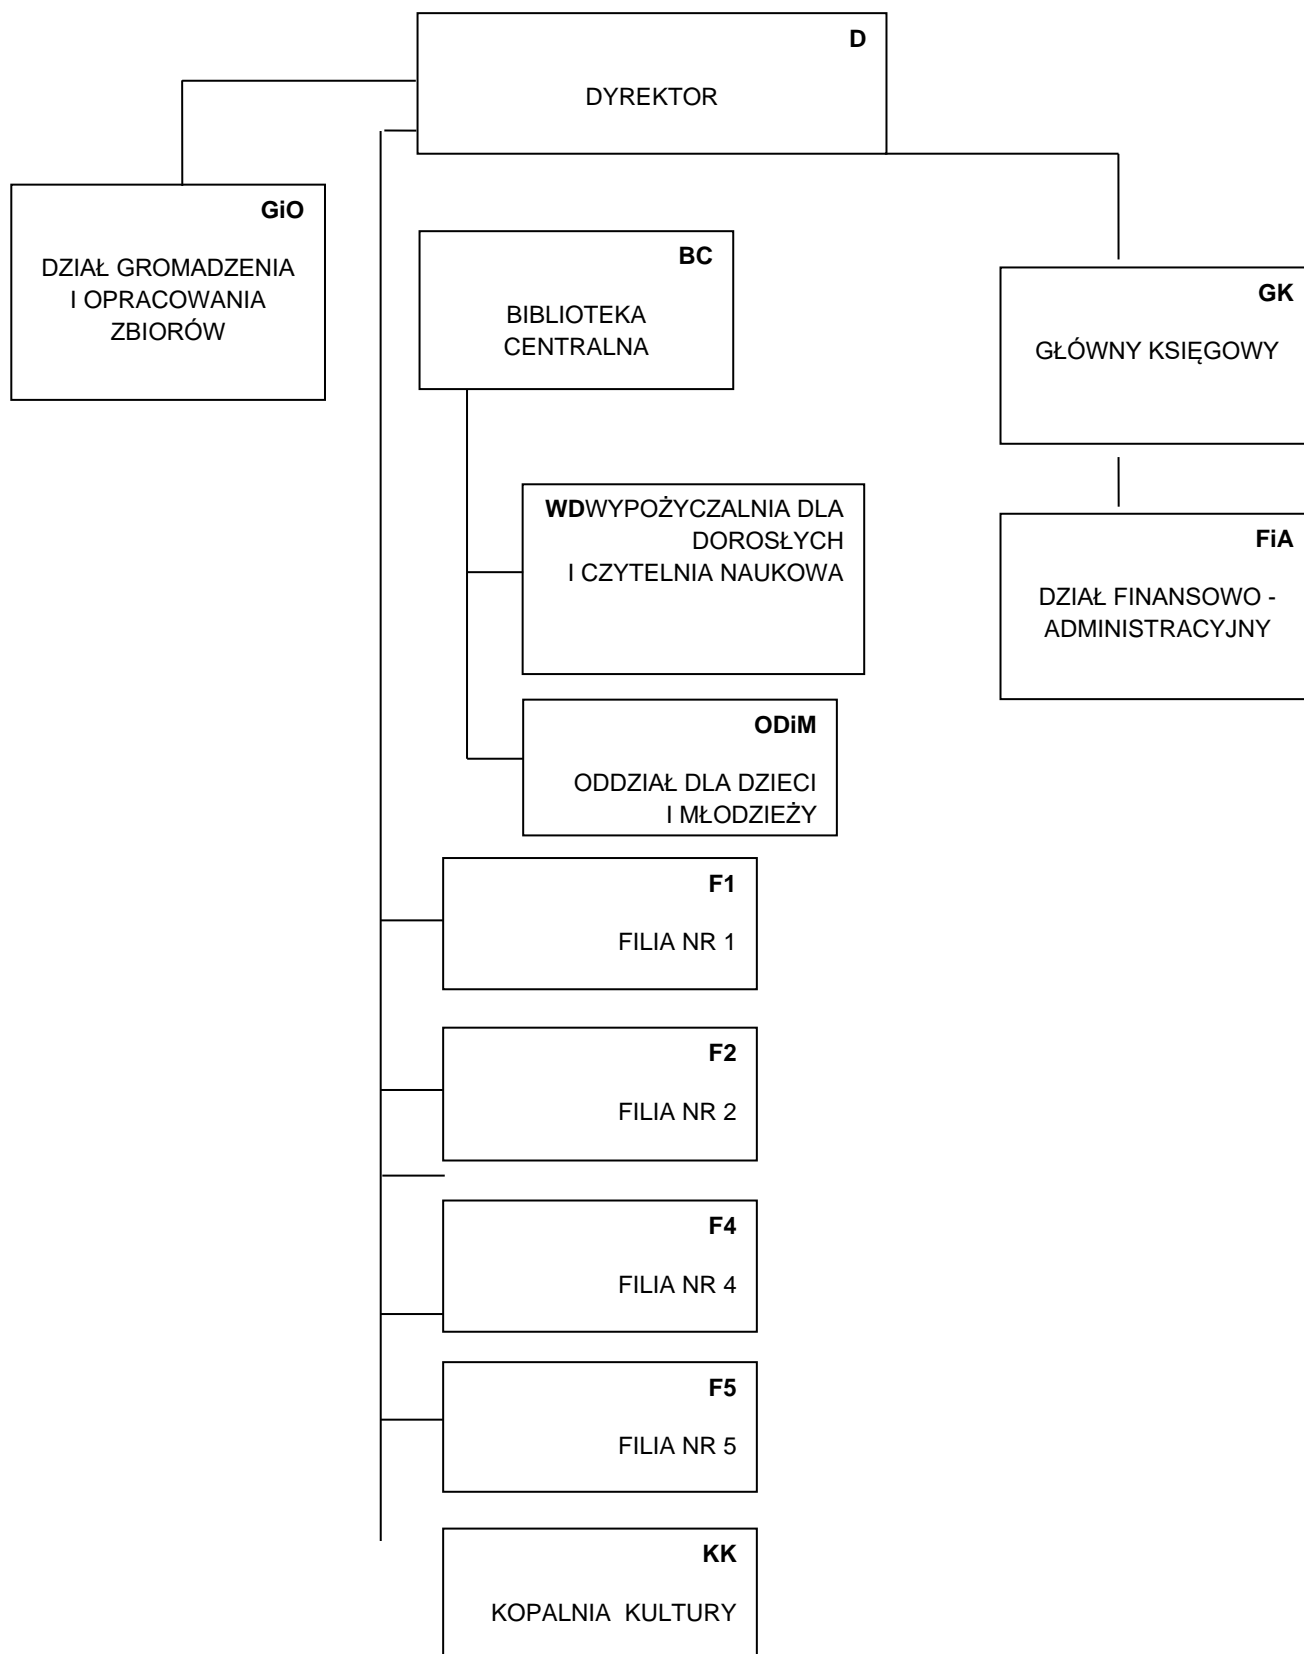 D
DYREKTOR
GiO
DZIAŁ GROMADZENIA
I OPRACOWANIA
ZBIORÓW
BC
BIBLIOTEKA
CENTRALNA
GK
GŁÓWNY KSIĘGOWY
WDWYPOŻYCZALNIA DLA
DOROSŁYCH
I CZYTELNIA NAUKOWA
FiA
DZIAŁ FINANSOWO -
ADMINISTRACYJNY
ODiM
ODDZIAŁ DLA DZIECI
I MŁODZIEŻY
F1
FILIA NR 1
F2
FILIA NR 2
F4
FILIA NR 4
F5
FILIA NR 5
KK
KOPALNIA KULTURY